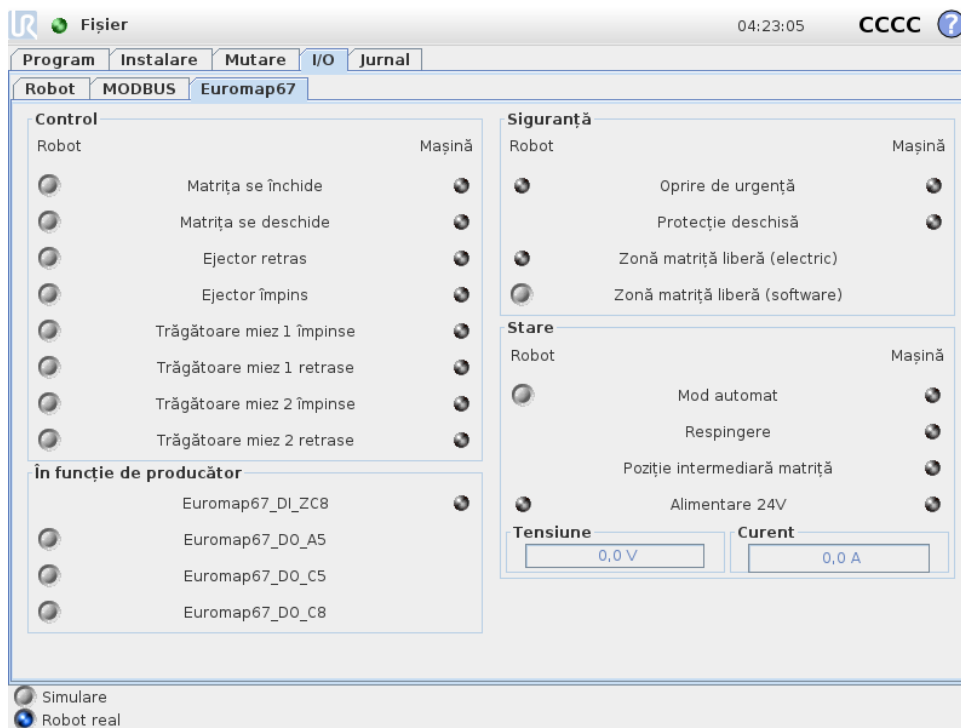 UR Fișier 04:23:05 CCCC ?
Program Instalare Mutare I/O Jurnal
Robot MODBUS Euromap67
Control
Robot Mașină
Matrița se închide
Matrița se deschide
Ejector retras
Ejector împins
Trăgătoare miez 1 împinse
Trăgătoare miez 1 retrase
Trăgătoare miez 2 împinse
Trăgătoare miez 2 retrase
În funcție de producător
Euromap67_DI_ZC8
Euromap67_DO_A5
Euromap67_DO_C5
Euromap67_DO_C8
Siguranță
Robot Mașină
Oprire de urgență
Protecție deschisă
Zonă matriță liberă (electric)
Zonă matriță liberă (software)
Stare
Robot Mașină
Mod automat
Respingere
Poziție intermediară matriță
Alimentare 24V
Tensiune Curent
0,0 V 0,0 A
Simulare
Robot real